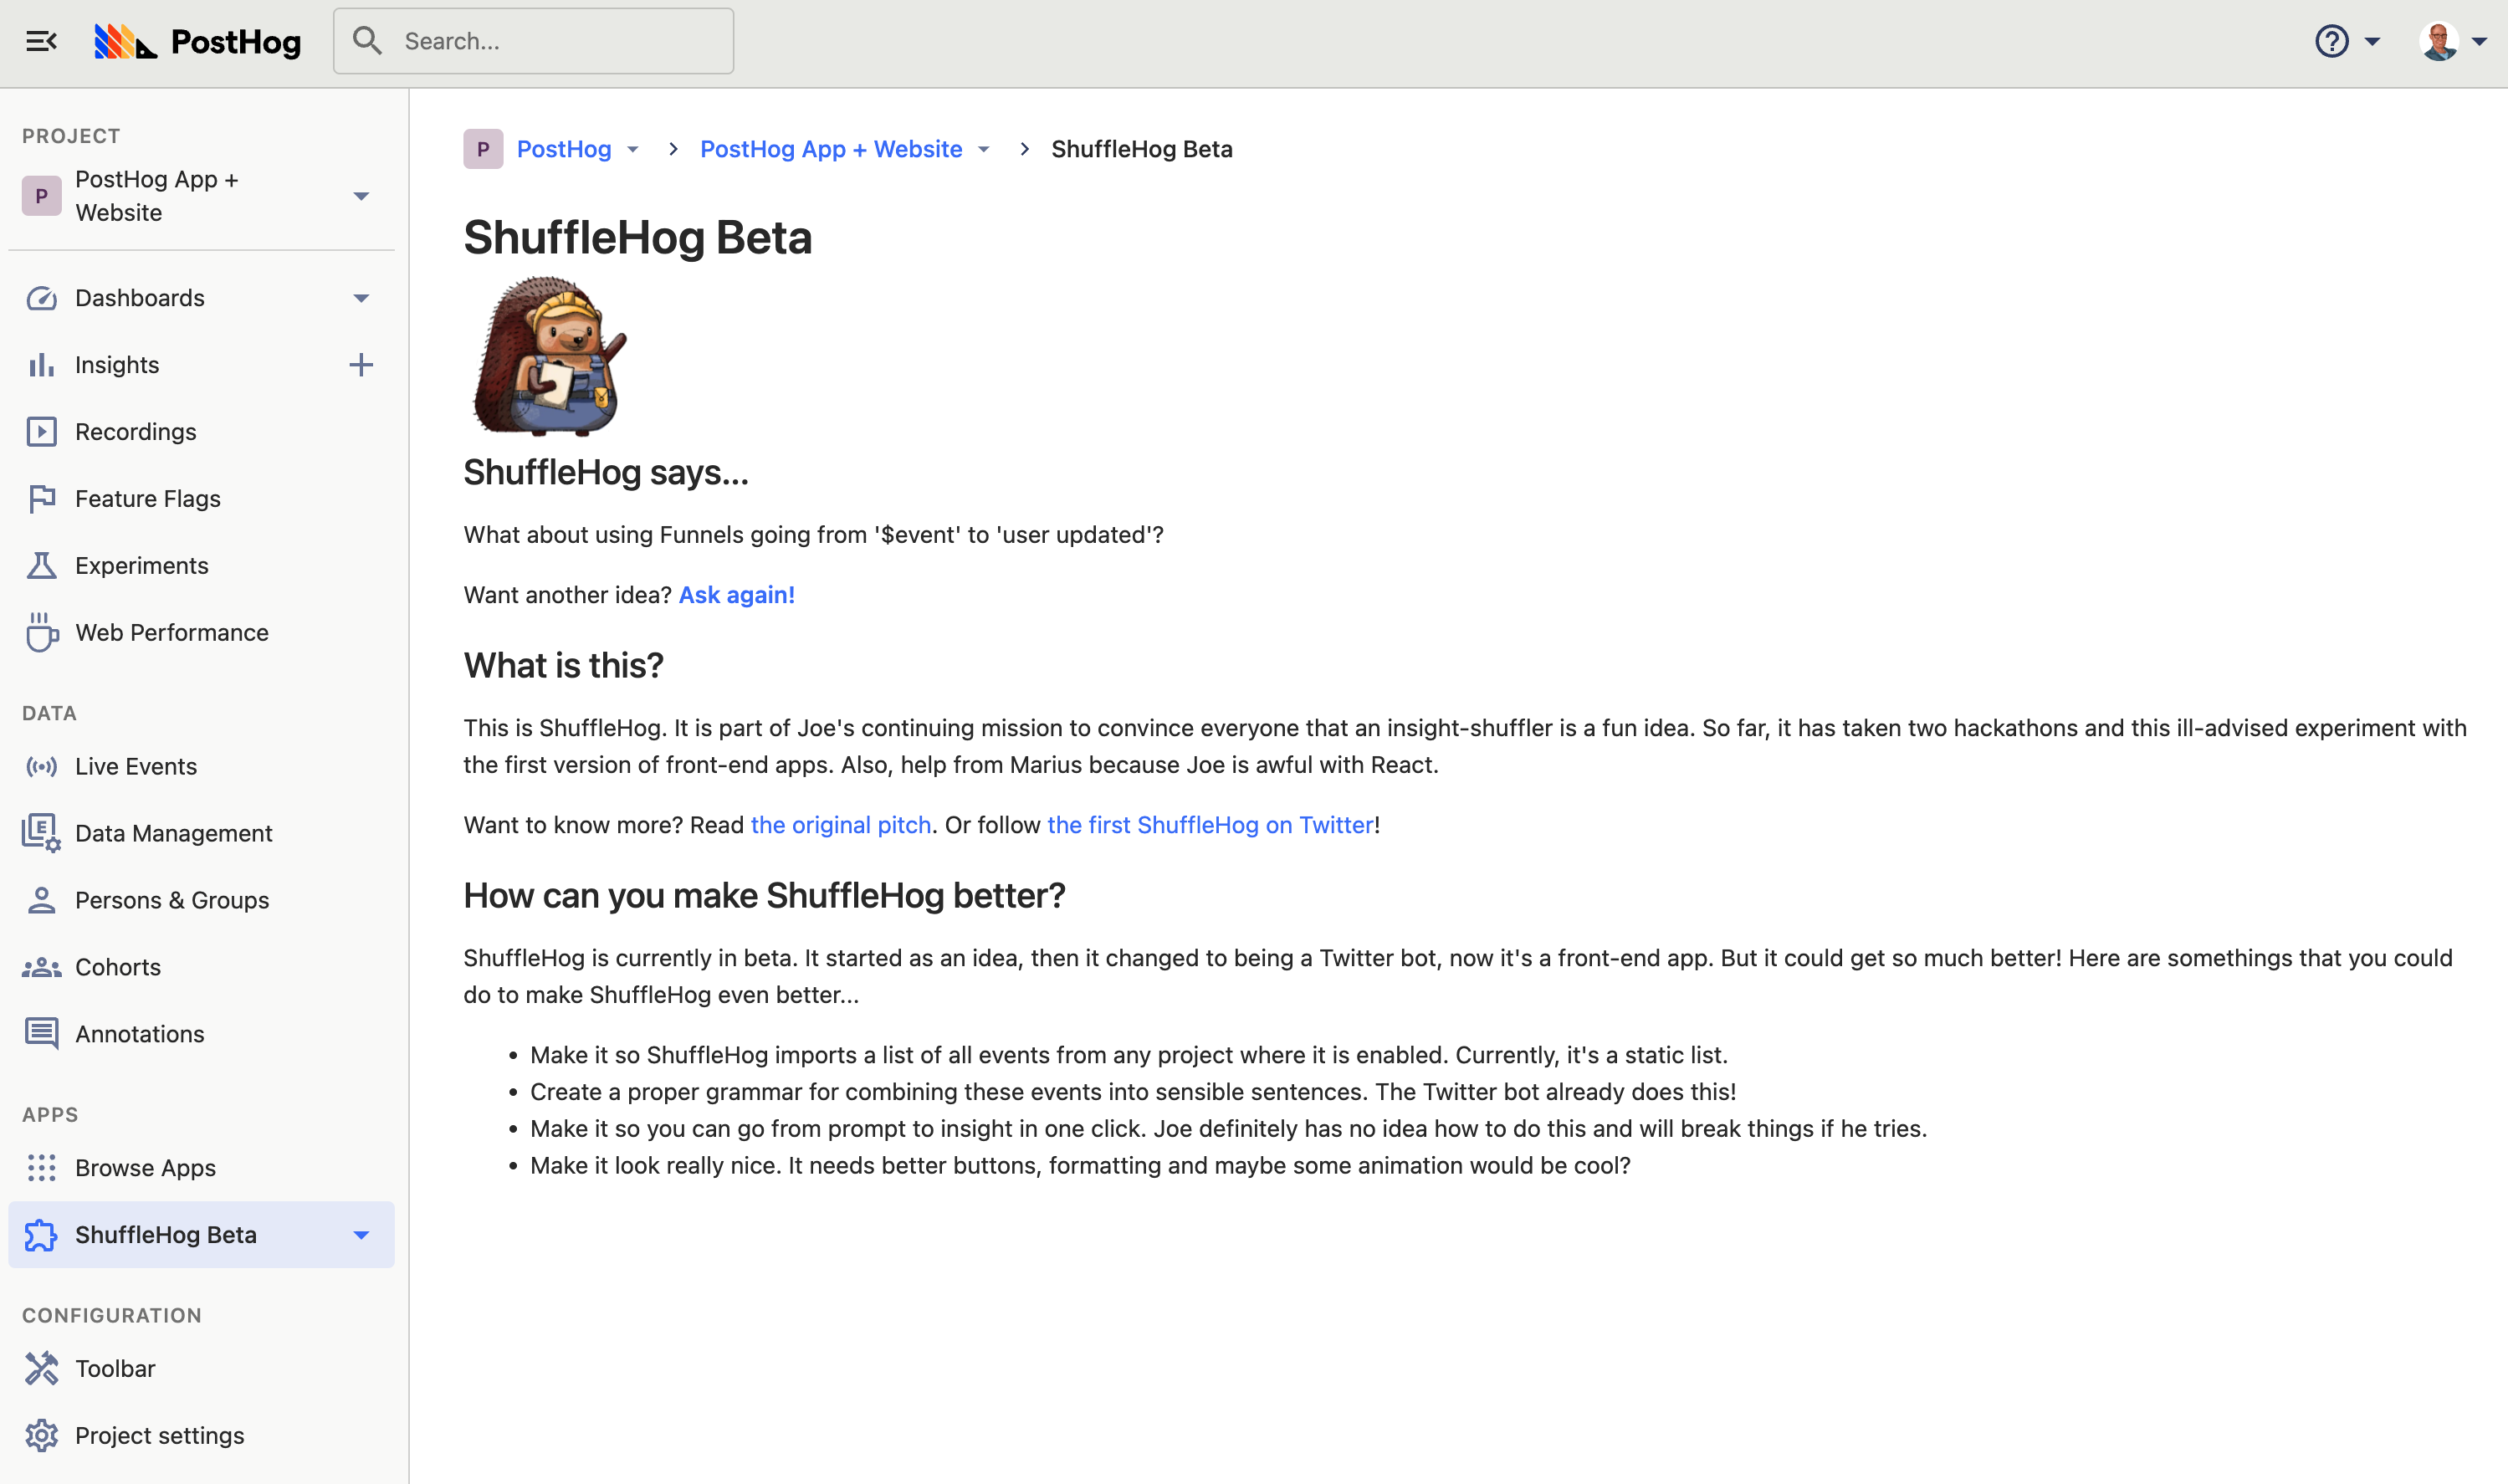 PostHog
Search...
PROJECT
P
PostHog App +
Website
Dashboards
Insights
Recordings
Feature Flags
Experiments
Web Performance
DATA
Live Events
E
Data Management
Persons & Groups
Cohorts
Annotations
APPS
Browse Apps
ShuffleHog Beta
CONFIGURATION
Toolbar
Project settings
P PostHog > PostHog App + Website > ShuffleHog Beta
ShuffleHog Beta
ShuffleHog says...
What about using Funnels going from '$event' to 'user updated'?
Want another idea? Ask again!
What is this?
This is ShuffleHog. It is part of Joe's continuing mission to convince everyone that an insight-shuffler is a fun idea. So far, it has taken two hackathons and this ill-advised experiment with
the first version of front-end apps. Also, help from Marius because Joe is awful with React.
Want to know more? Read the original pitch. Or follow the first ShuffleHog on Twitter!
How can you make ShuffleHog better?
ShuffleHog is currently in beta. It started as an idea, then it changed to being a Twitter bot, now it's a front-end app. But it could get so much better! Here are somethings that you could
do to make ShuffleHog even better...
• Make it so ShuffleHog imports a list of all events from any project where it is enabled. Currently, it's a static list.
• Create a proper grammar for combining these events into sensible sentences. The Twitter bot already does this!
• Make it so you can go from prompt to insight in one click. Joe definitely has no idea how to do this and will break things if he tries.
• Make it look really nice. It needs better buttons, formatting and maybe some animation would be cool?